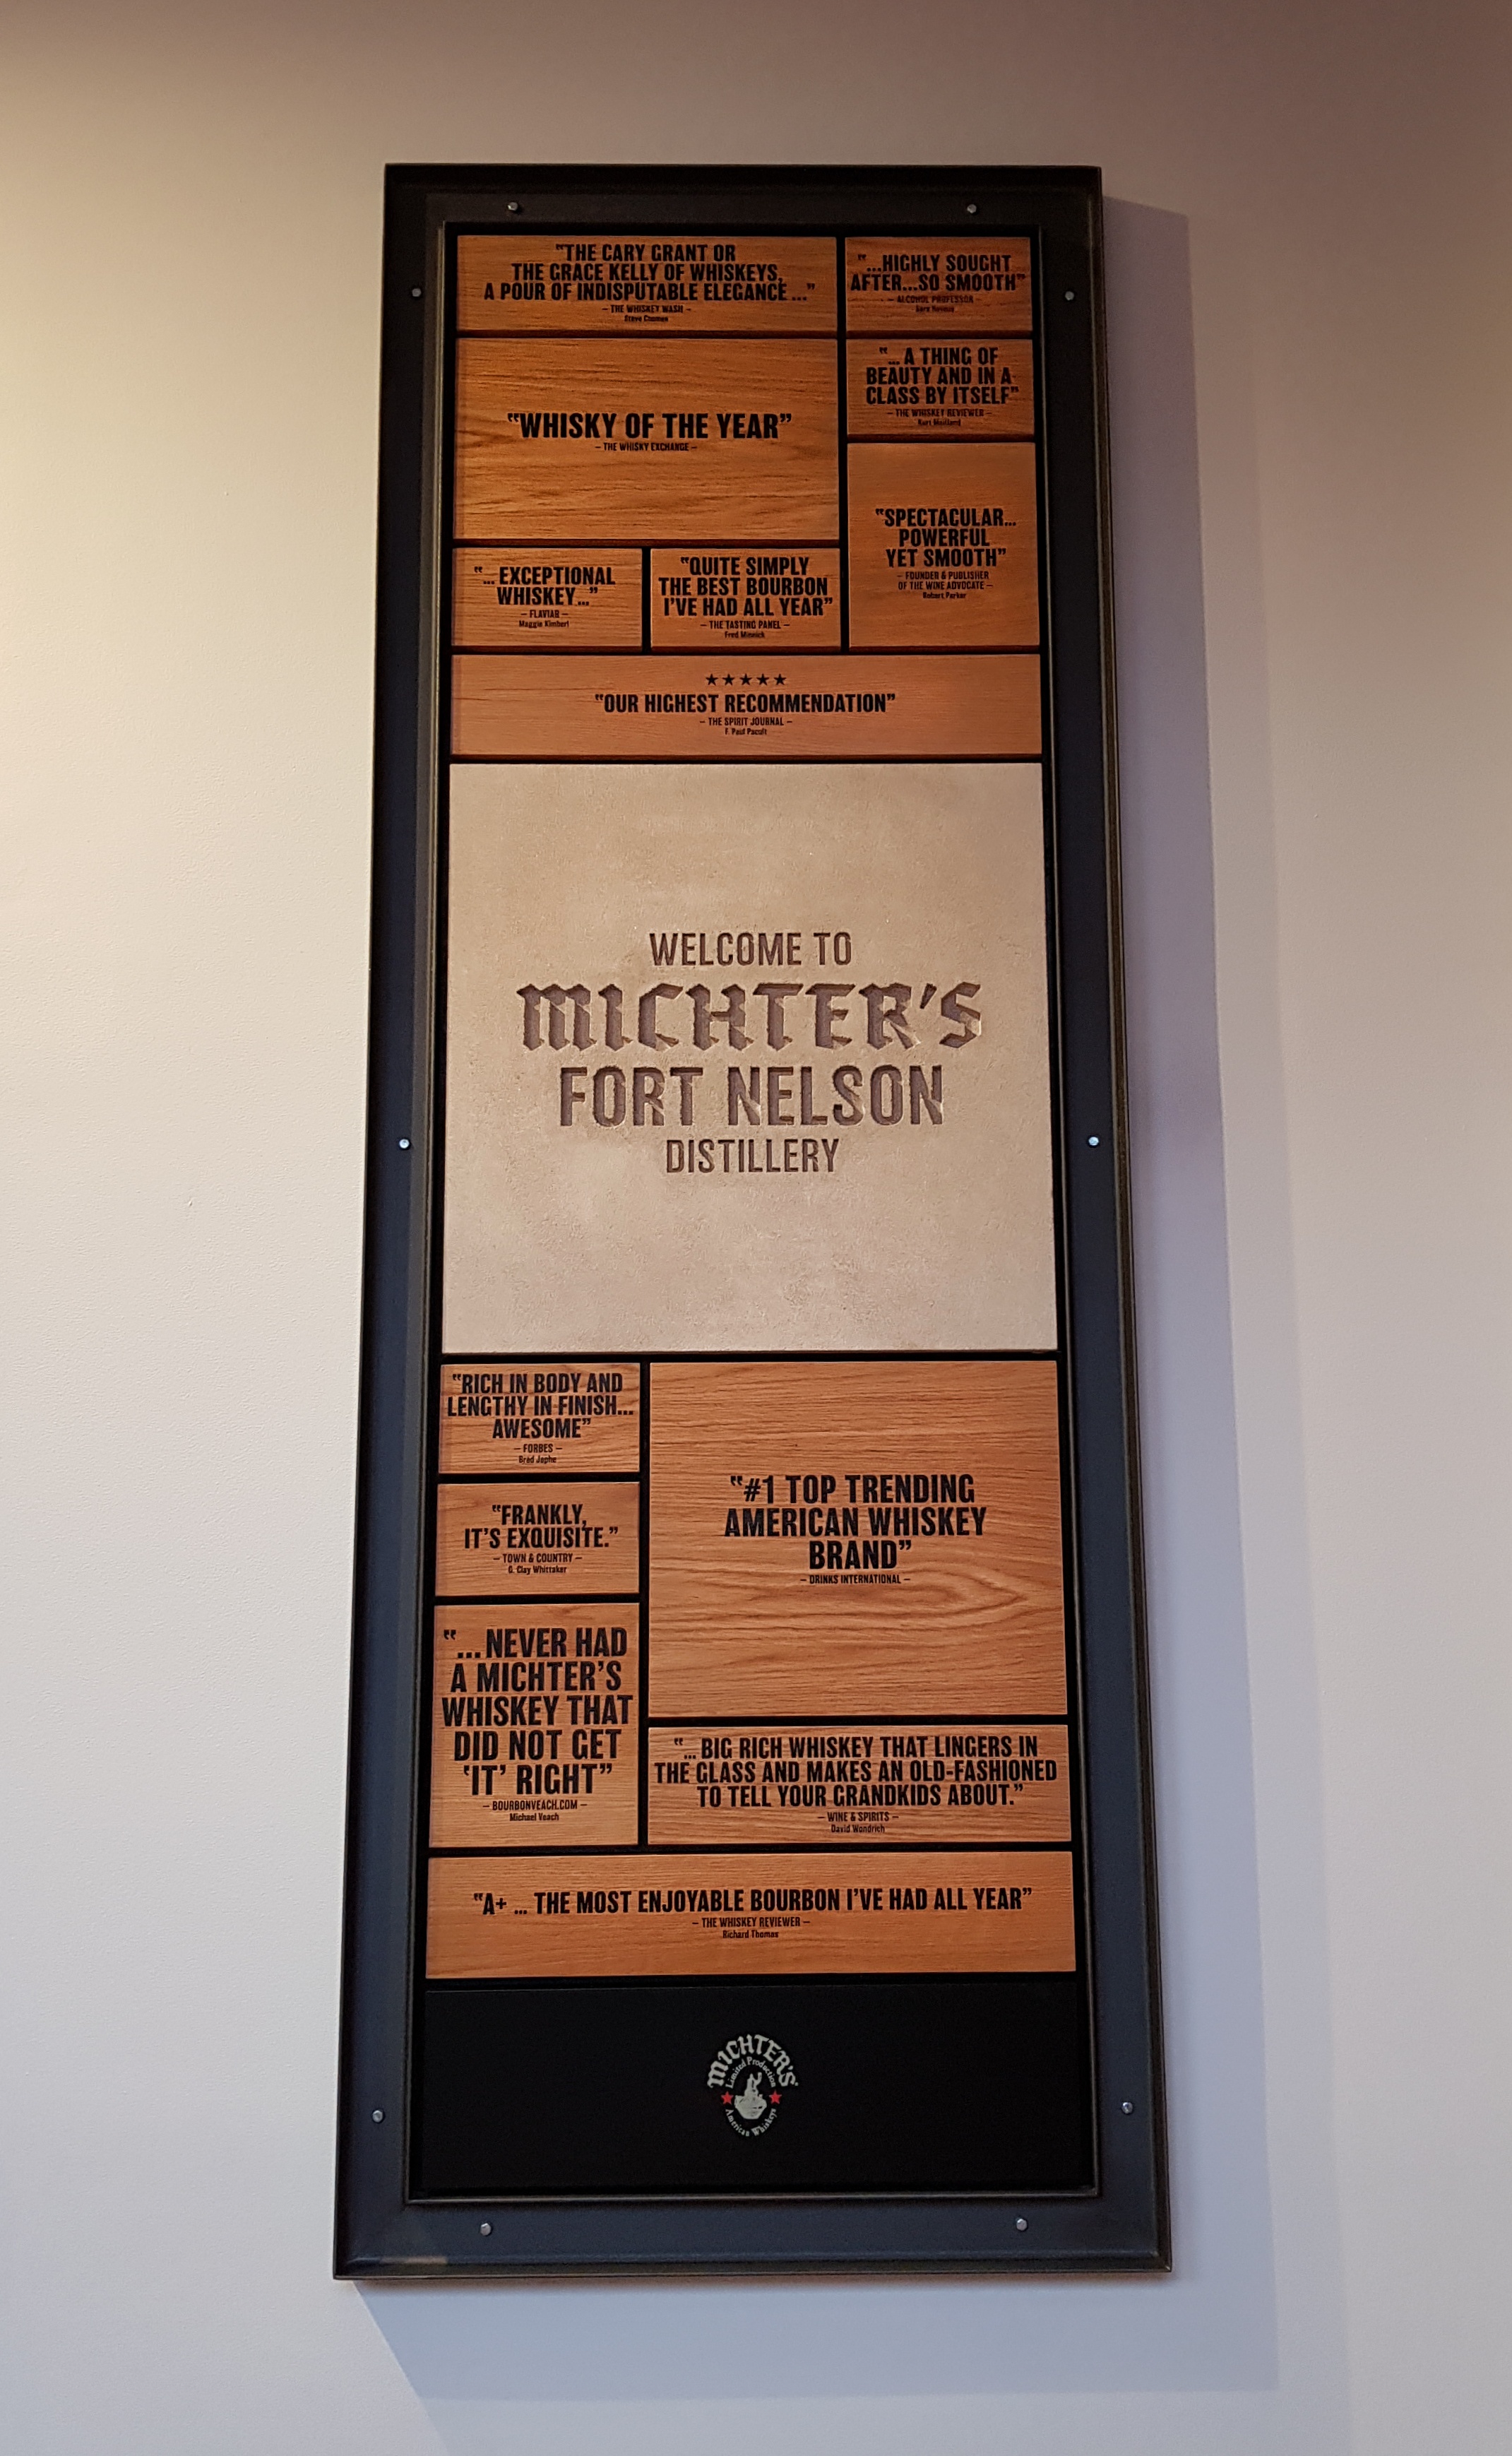 "THE CARY GRANT OR
THE GRACE KELLY OF WHISKEYS,
A POUR OF INDISPUTABLE ELEGANCE..."
– THE WHISKEY WASH –
"...HIGHLY SOUGHT
AFTER...SO SMOOTH"
– ALCOHOL PROFESSOR –
"WHISKY OF THE YEAR"
– THE WHISKY EXCHANGE –
"...A THING OF
BEAUTY AND IN A
CLASS BY ITSELF"
– THE WHISKEY REVIEWER –
Kurt Maitland
"SPECTACULAR...
POWERFUL
YET SMOOTH"
– FOUNDER & PUBLISHER
OF THE WINE ADVOCATE –
Robert Parker
"...EXCEPTIONAL
WHISKEY..."
– FLAVIAR –
Maggie Kimberl
"QUITE SIMPLY
THE BEST BOURBON
I'VE HAD ALL YEAR"
– THE TASTING PANEL –
Fred Minnick
★★★★★
"OUR HIGHEST RECOMMENDATION"
– THE SPIRIT JOURNAL –
F. Paul Pacult
WELCOME TO
MICHTER'S
FORT NELSON
DISTILLERY
"RICH IN BODY AND
LENGTHY IN FINISH...
AWESOME"
– FORBES –
Brad Japhe
"FRANKLY,
IT'S EXQUISITE."
– TOWN & COUNTRY –
G. Clay Whittaker
"...NEVER HAD
A MICHTER'S
WHISKEY THAT
DID NOT GET
'IT' RIGHT"
– BOURBONVEACH.COM –
Michael Veach
"#1 TOP TRENDING
AMERICAN WHISKEY
BRAND"
– DRINKS INTERNATIONAL –
"...BIG RICH WHISKEY THAT LINGERS IN
THE GLASS AND MAKES AN OLD-FASHIONED
TO TELL YOUR GRANDKIDS ABOUT."
– WINE & SPIRITS –
David Wondrich
"A+ ... THE MOST ENJOYABLE BOURBON I'VE HAD ALL YEAR"
– THE WHISKEY REVIEWER –
Richard Thomas
MICHTER'S
Limited Production
American Whiskeys